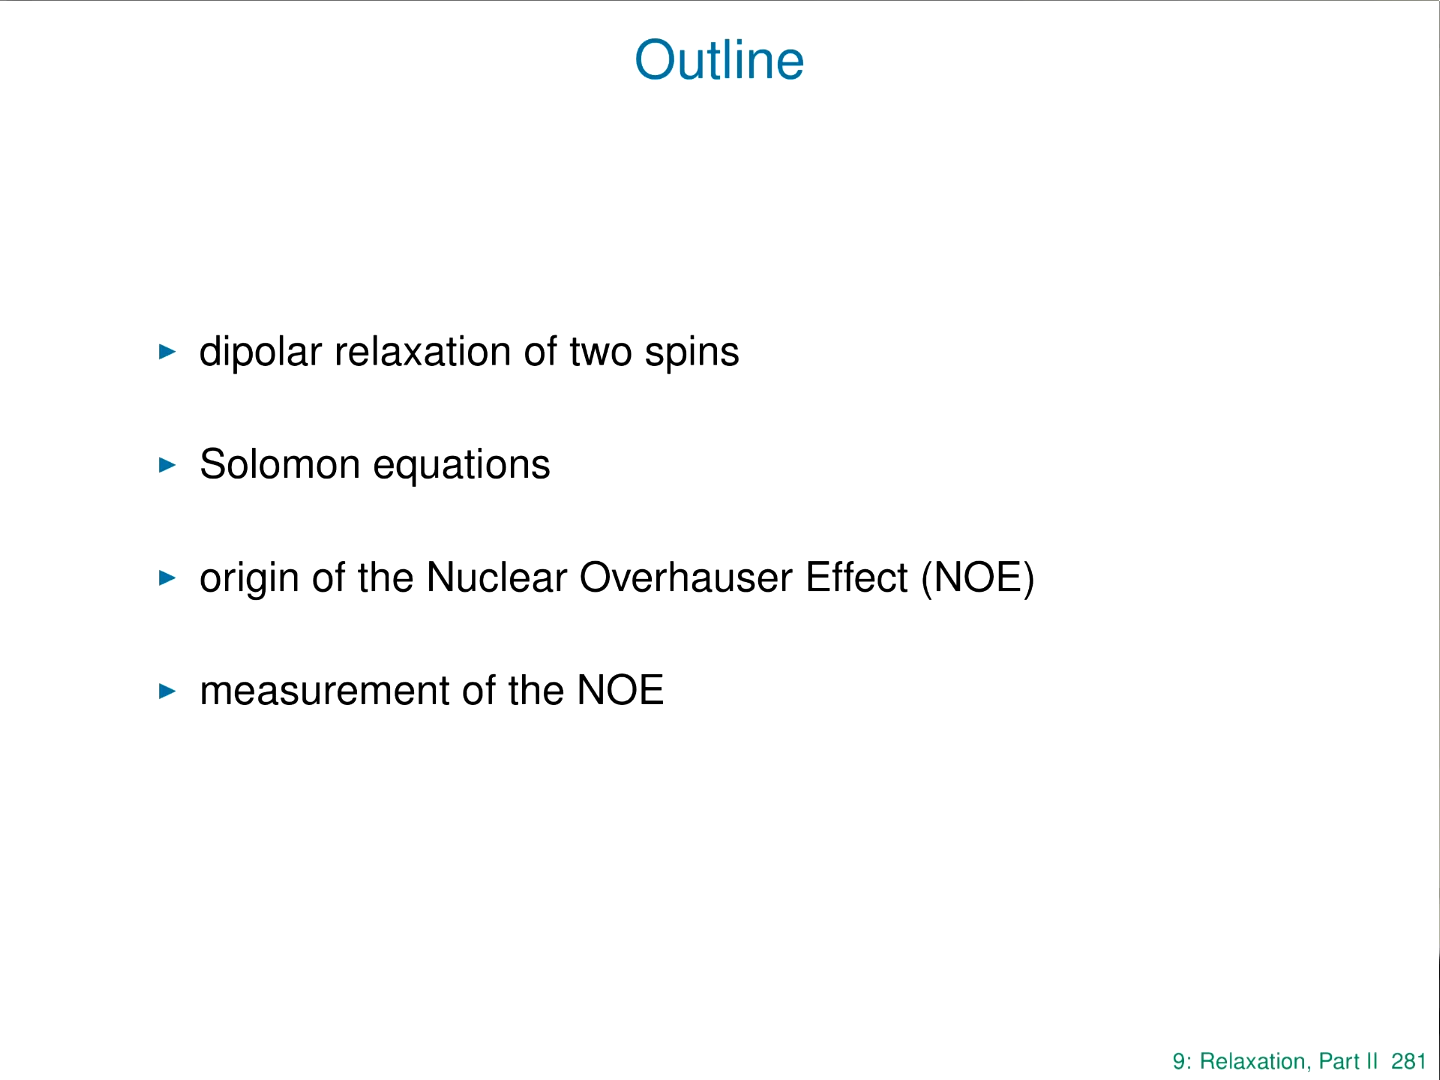 Outline
▶ dipolar relaxation of two spins
▶ Solomon equations
▶ origin of the Nuclear Overhauser Effect (NOE)
▶ measurement of the NOE
9: Relaxation, Part II 281